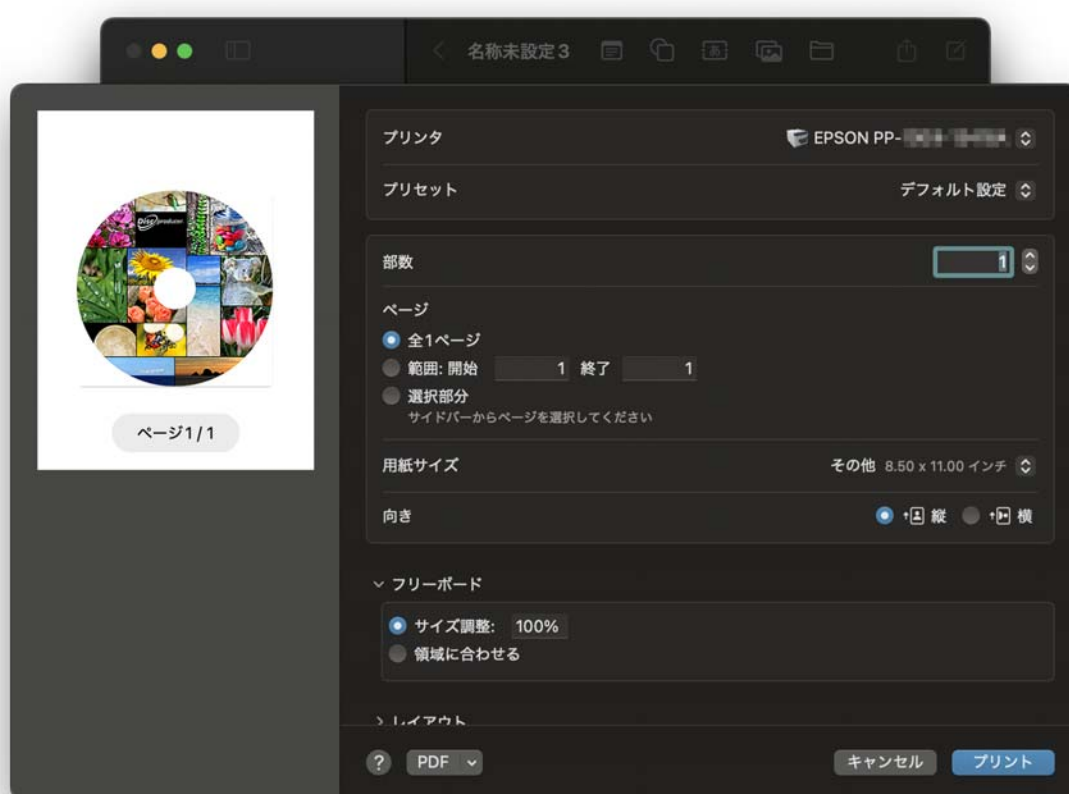 名称未設定3
あ
プリンタ
EPSON PP-
プリセット
デフォルト設定
部数
1
ページ
全1ページ
範囲: 開始 1 終了 1
選択部分
サイドバーからページを選択してください
用紙サイズ
その他 8.50 x 11.00 インチ
向き
縦 横
フリーボード
サイズ調整: 100%
領域に合わせる
レイアウト
? PDF
キャンセル プリント
Disc producer
ページ1 / 1